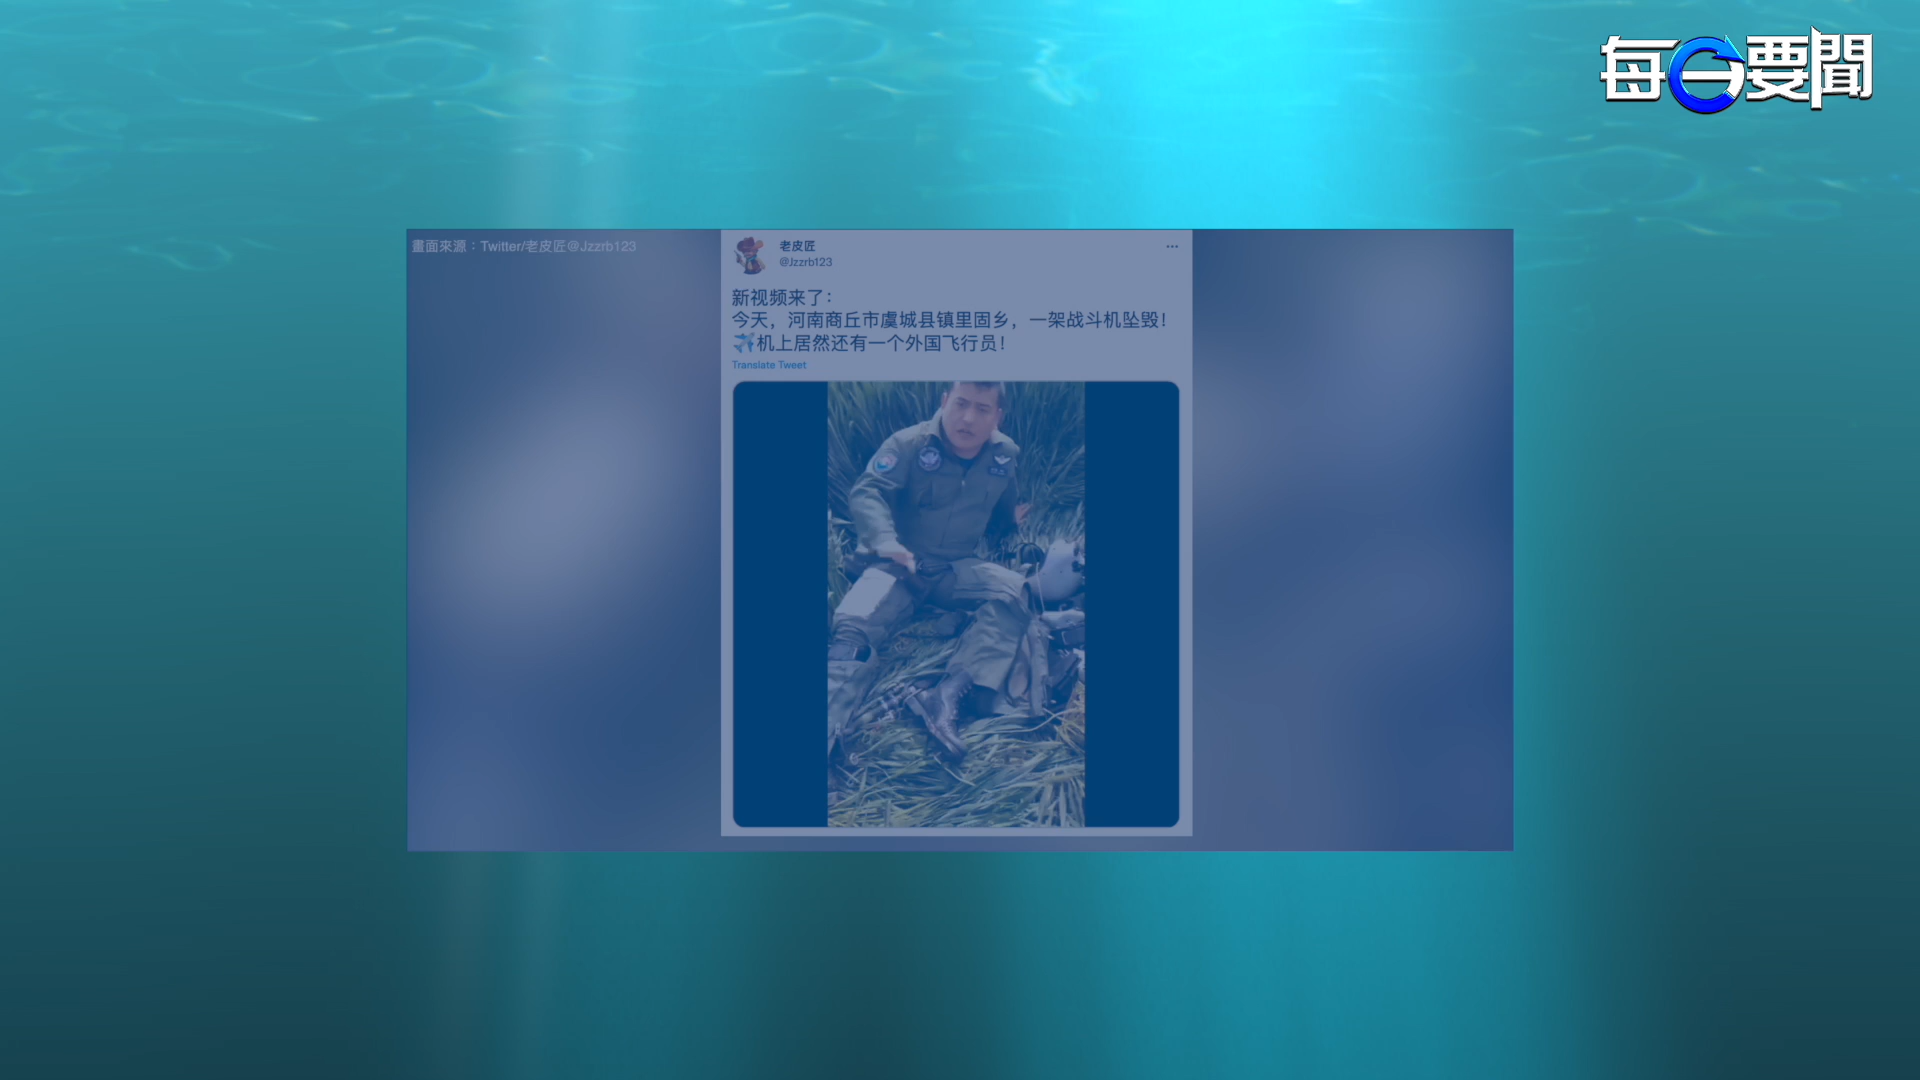 每日要聞
畫面來源：Twitter/老皮匠@Jzzrb123
老皮匠
@Jzzrb123
新视频来了：
今天，河南商丘市虞城县镇里固乡，一架战斗机坠毁！
✈️机上居然还有一个外国飞行员！
Translate Tweet